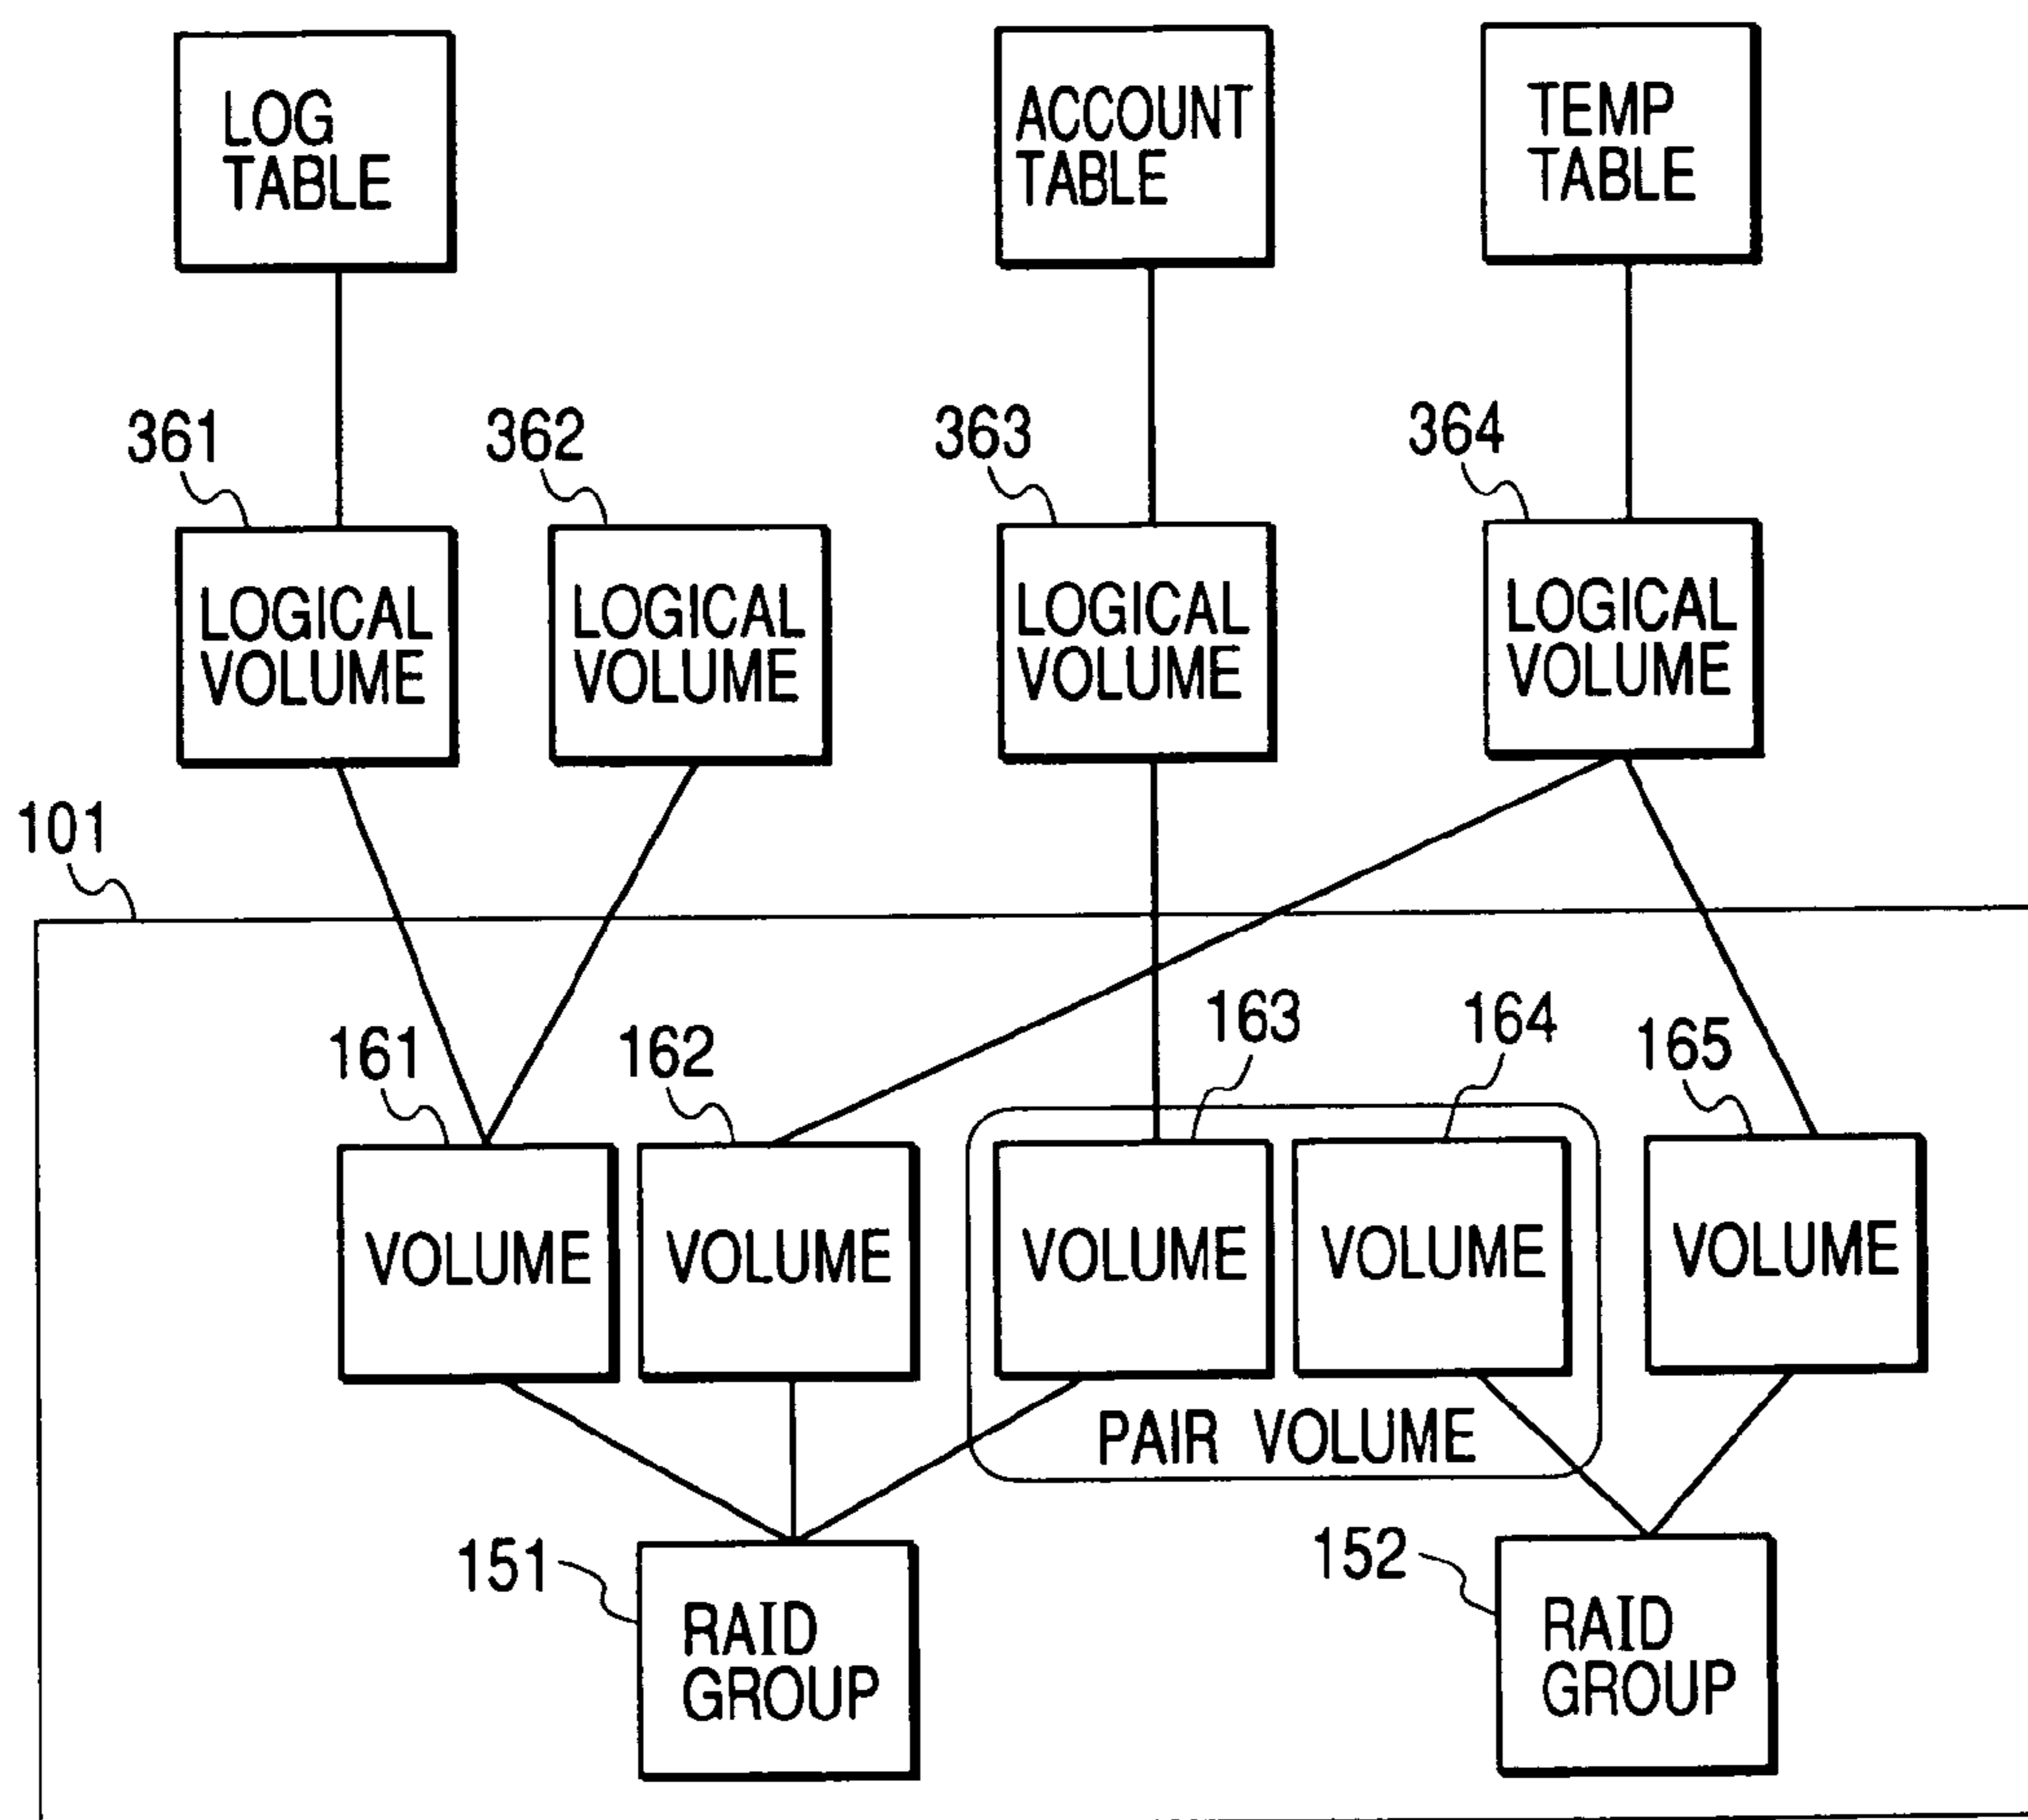 LOG
TABLE
ACCOUNT
TABLE
TEMP
TABLE
361
362
363
364
LOGICAL
VOLUME
LOGICAL
VOLUME
LOGICAL
VOLUME
LOGICAL
VOLUME
101
161
162
163
164
165
VOLUME
VOLUME
VOLUME
VOLUME
VOLUME
PAIR VOLUME
151
152
RAID
GROUP
RAID
GROUP